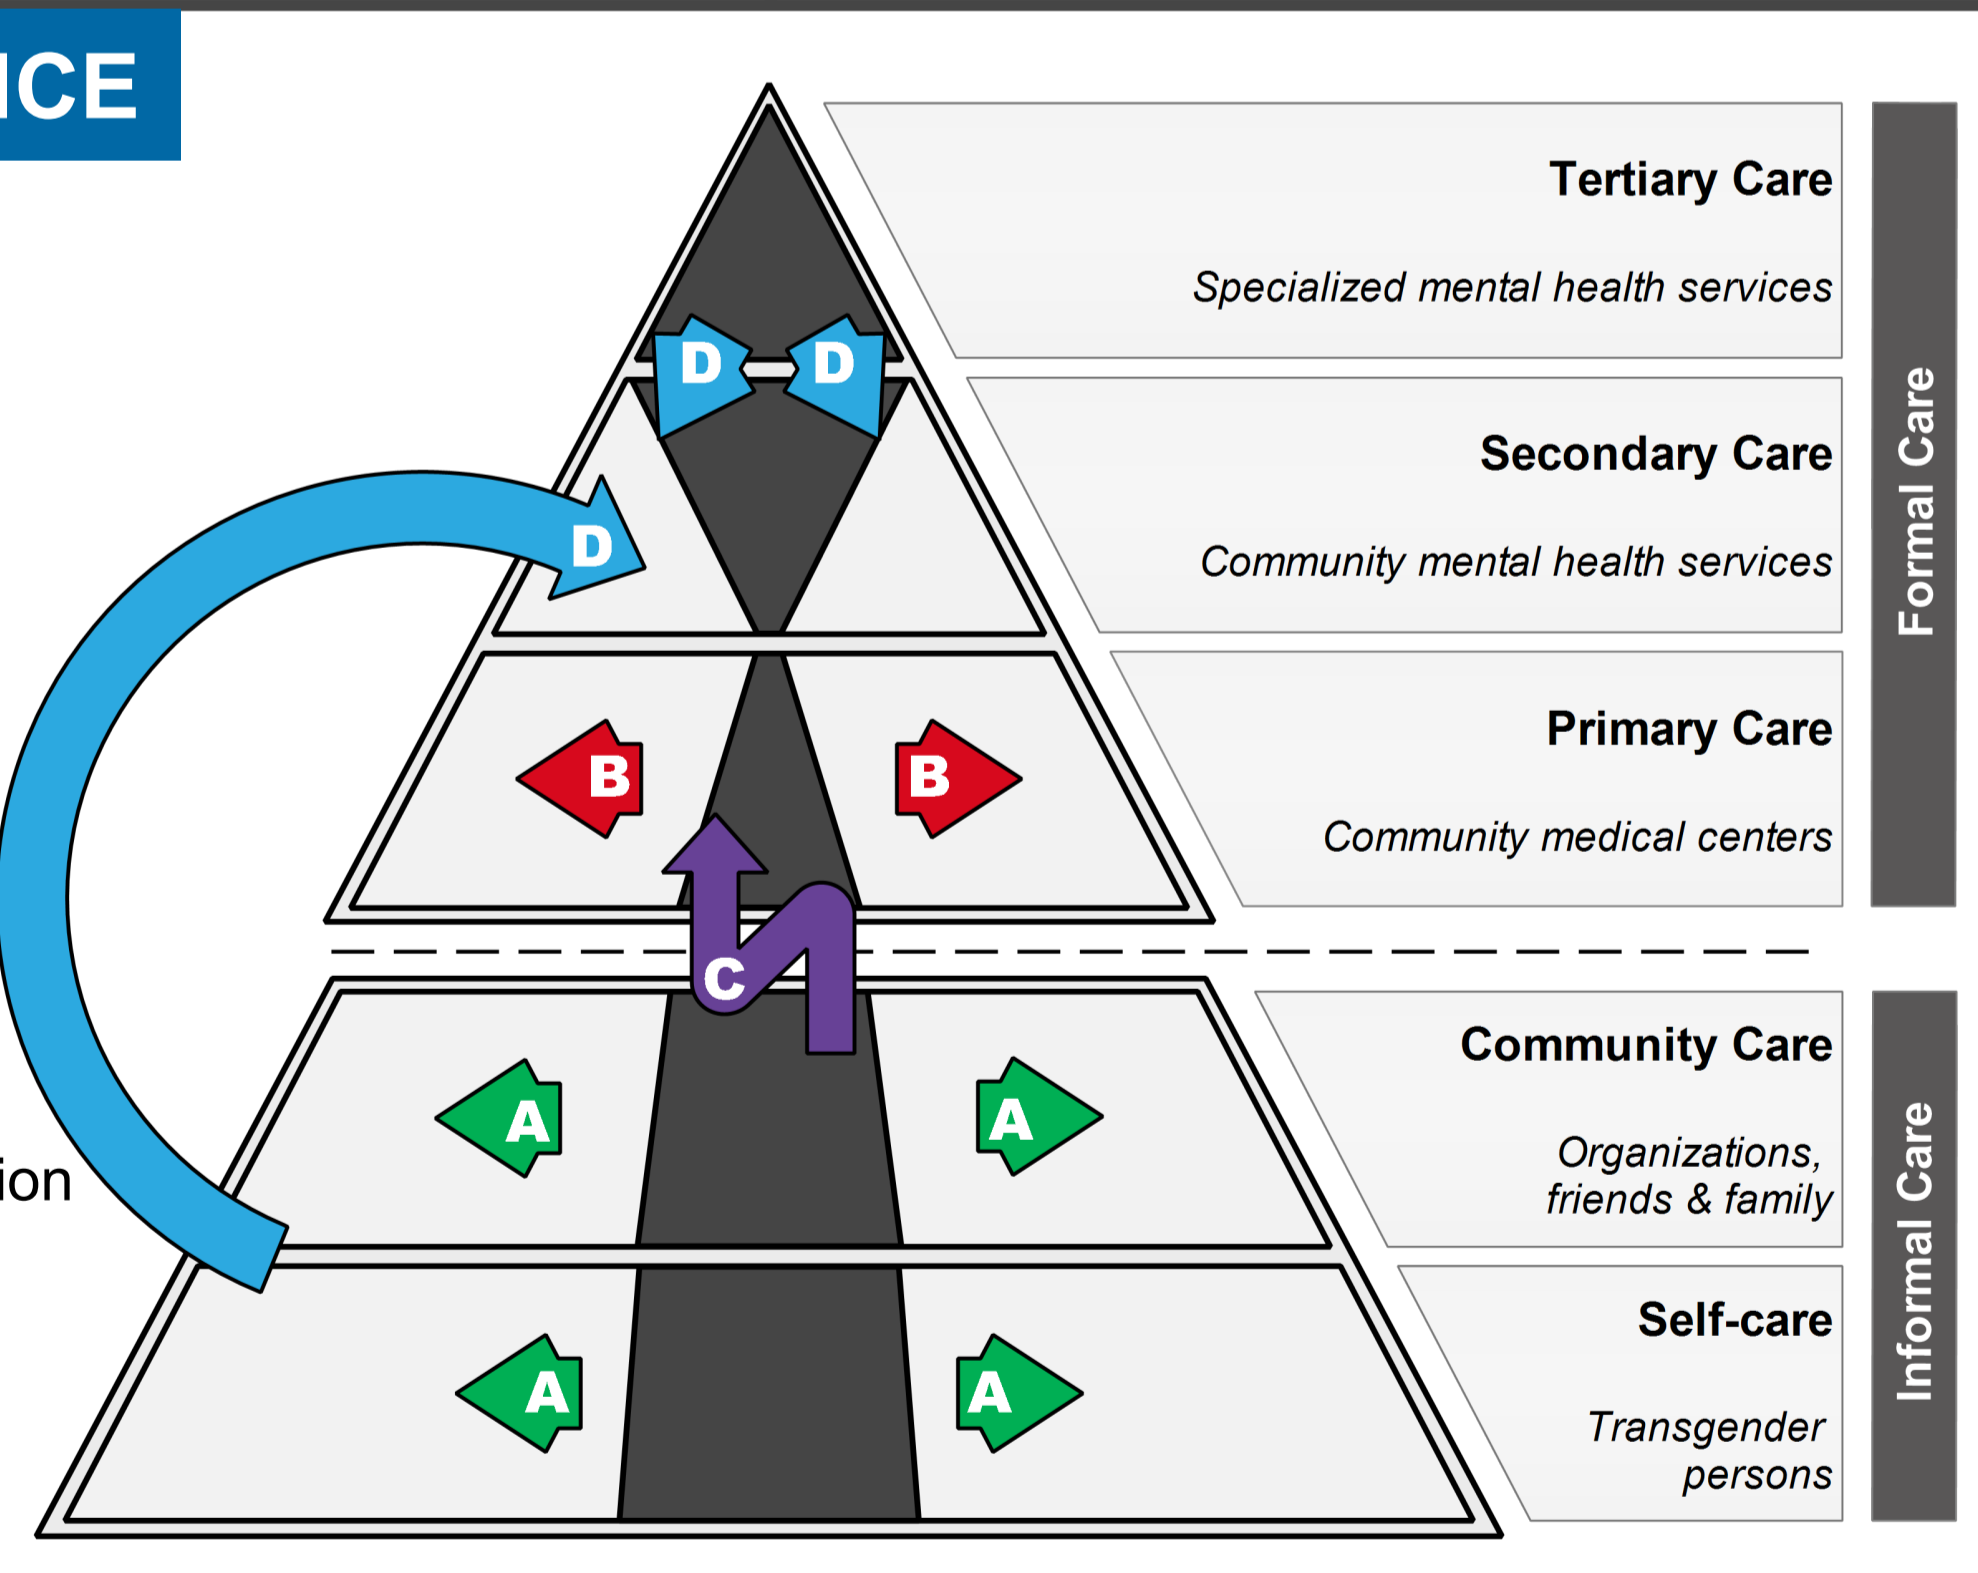 ICE
Tertiary Care
Specialized mental health services
D
D
Secondary Care
Community mental health services
D
Formal Care
Primary Care
Community medical centers
B
B
C
Community Care
Organizations,
friends & family
A
A
ion
Informal Care
Self-care
Transgender
persons
A
A